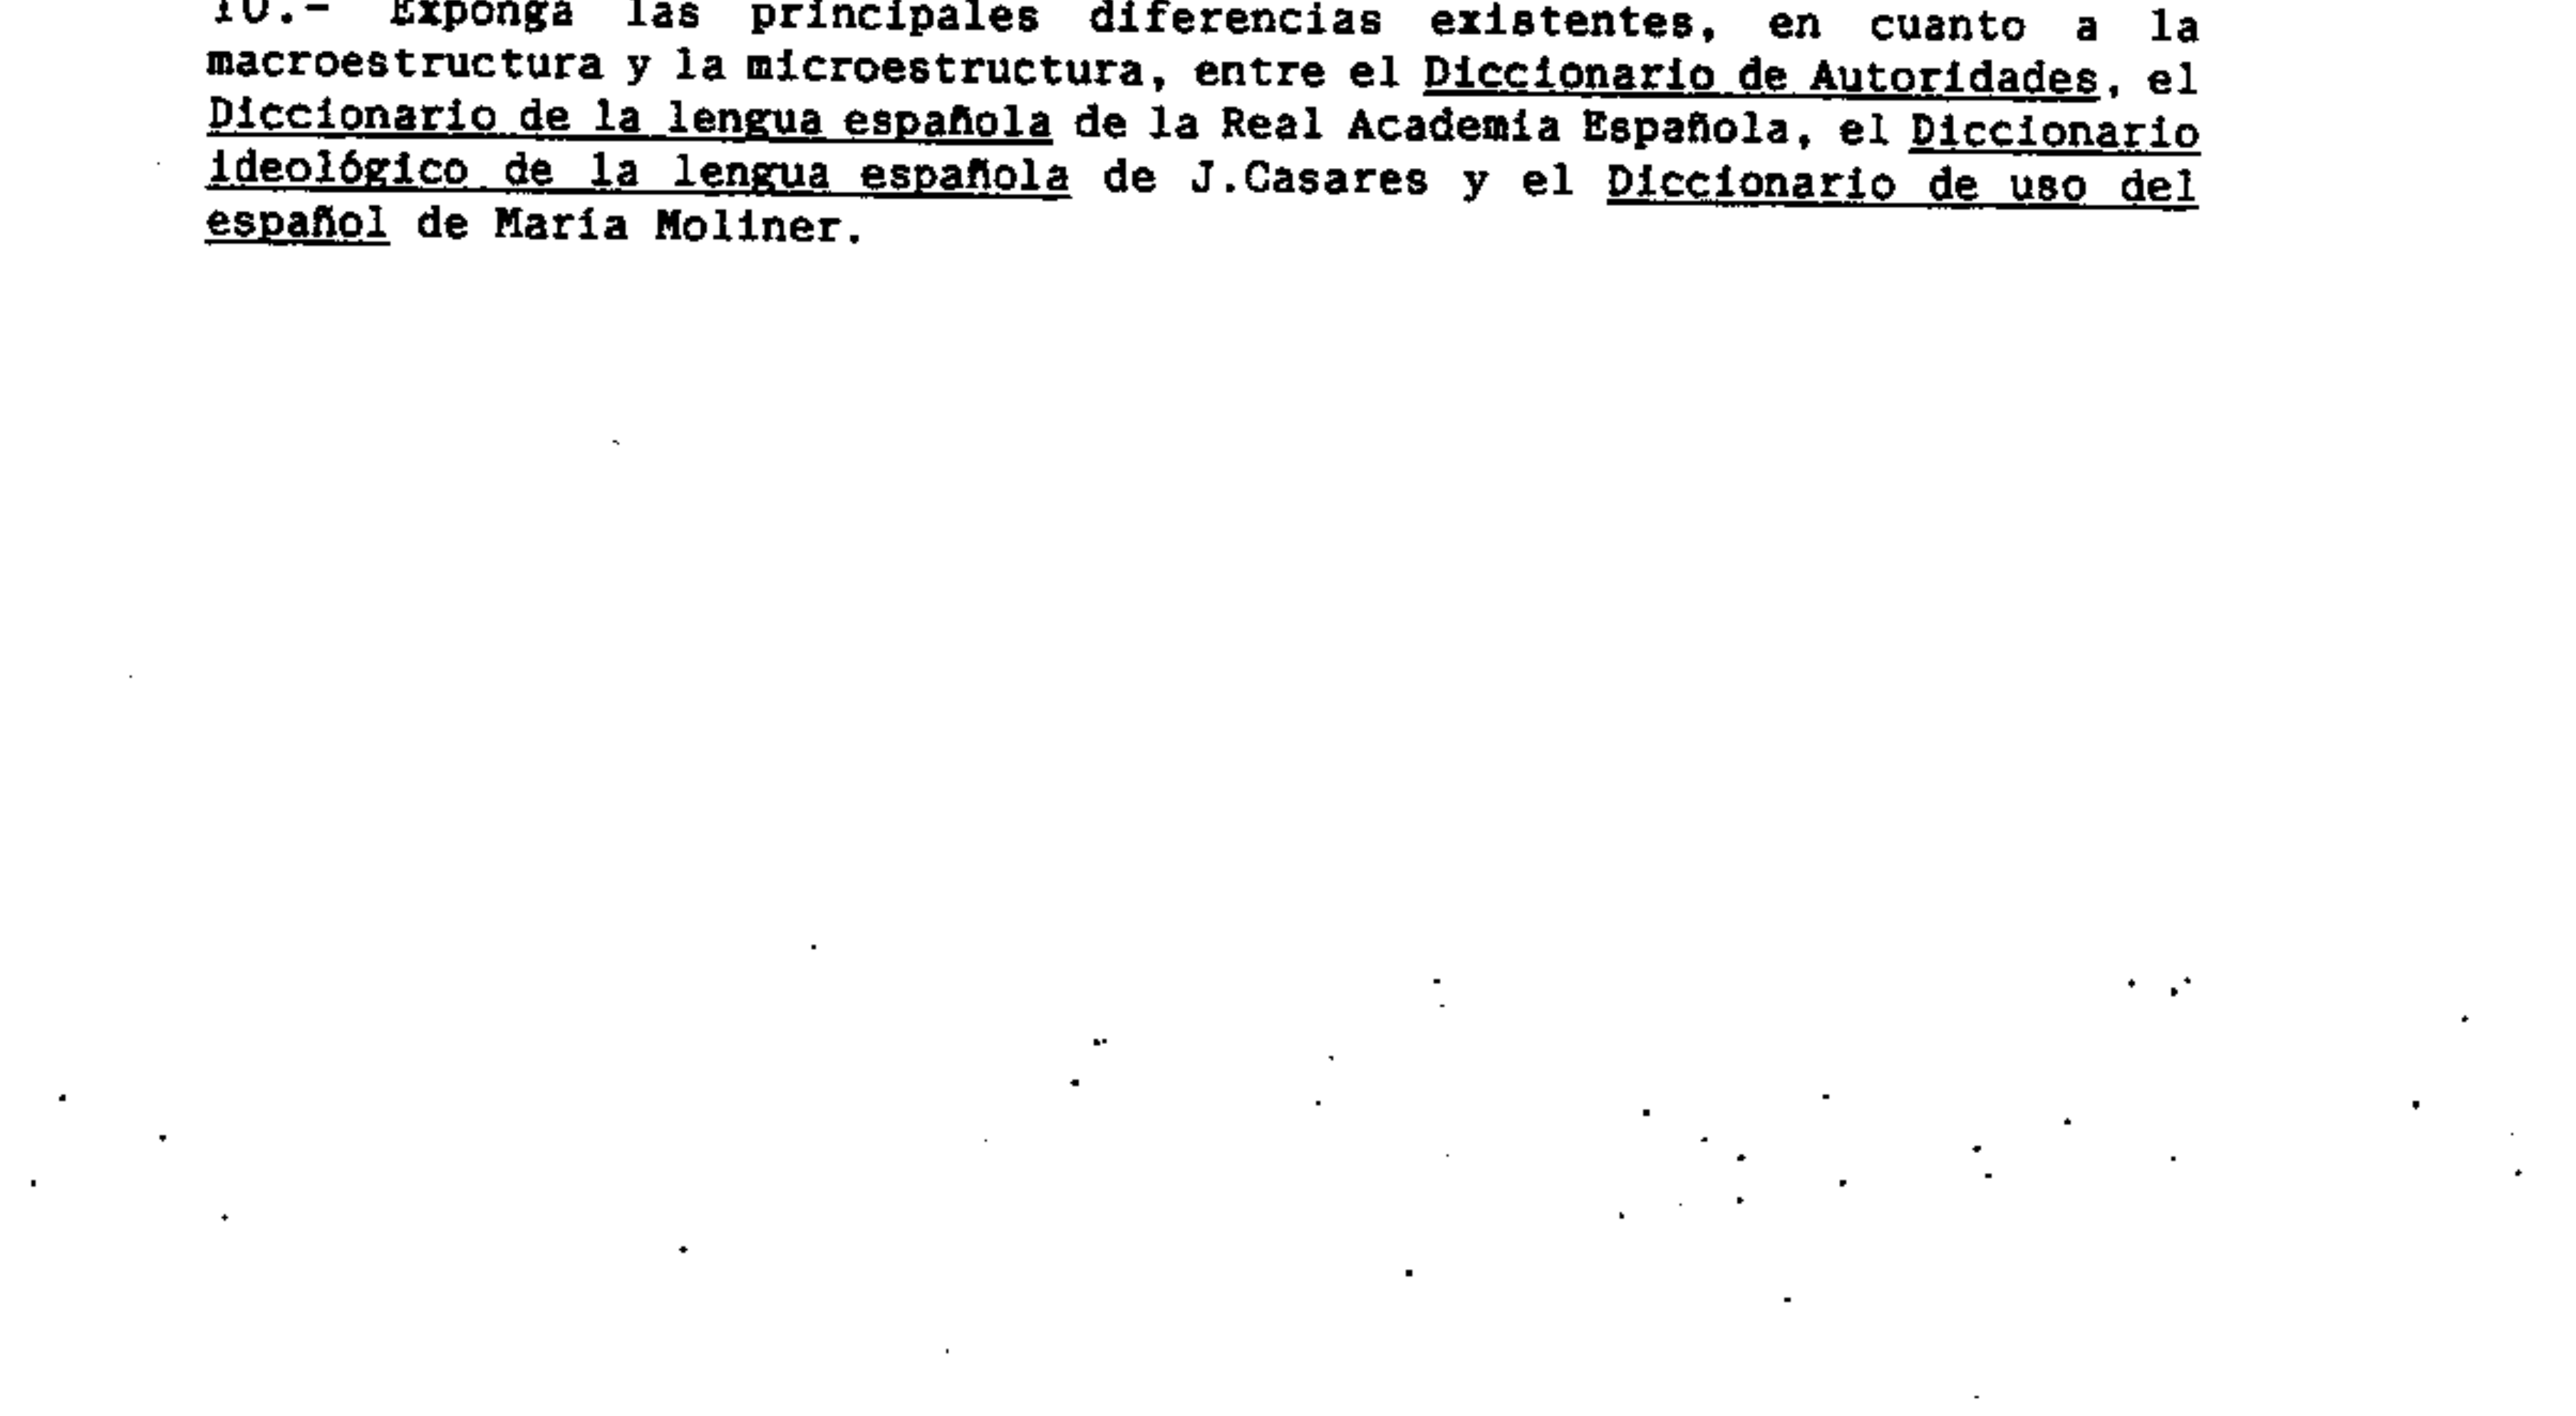 10.- Exponga las principales diferencias existentes, en cuanto a la
macroestructura y la microestructura, entre el Diccionario de Autoridades, el
Diccionario de la lengua española de la Real Academia Española, el Diccionario
ideológico de la lengua española de J.Casares y el Diccionario de uso del
español de María Moliner.